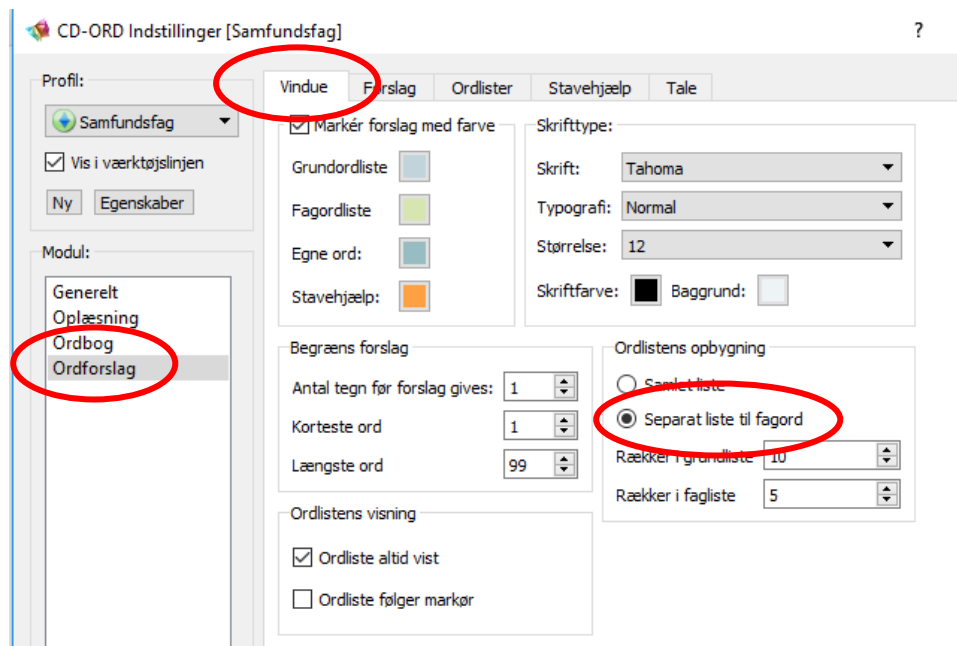 CD-ORD Indstillinger [Samfundsfag]
?
Profil:
Samfundsfag
Vis i værktøjslinjen
Ny Egenskaber
Modul:
Generelt
Oplæsning
Ordbog
Ordforslag
Vindue Forslag Ordlister Stavehjælp Tale
Markér forslag med farve
Grundordliste
Fagordliste
Egne ord:
Stavehjælp:
Skrifttype:
Skrift: Tahoma
Typografi: Normal
Størrelse: 12
Skriftfarve: Baggrund:
Begræns forslag
Antal tegn før forslag gives: 1
Korteste ord 1
Længste ord 99
Ordlistens opbygning
Samlet liste
Separat liste til fagord
Rækker i grundliste 10
Rækker i fagliste 5
Ordlistens visning
Ordliste altid vist
Ordliste følger markør